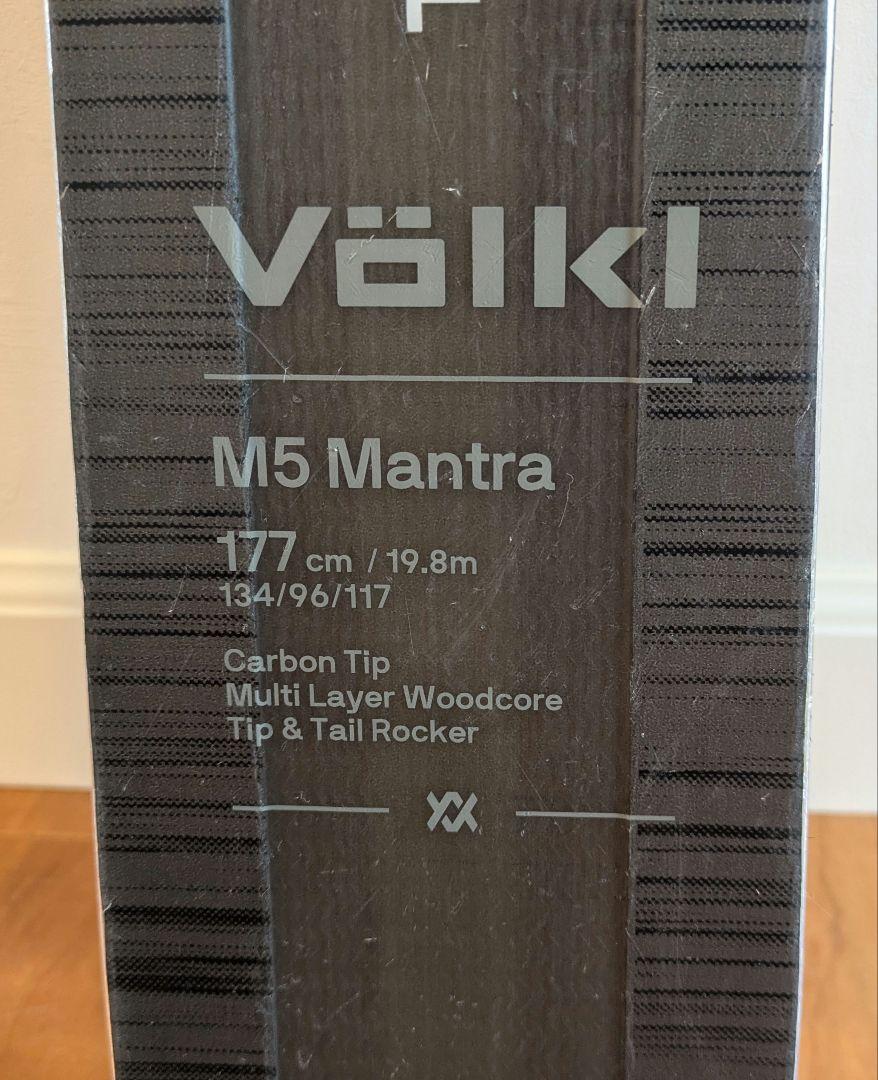 Völkl
M5 Mantra
177 cm / 19.8m
134/96/117
Carbon Tip
Multi Layer Woodcore
Tip & Tail Rocker